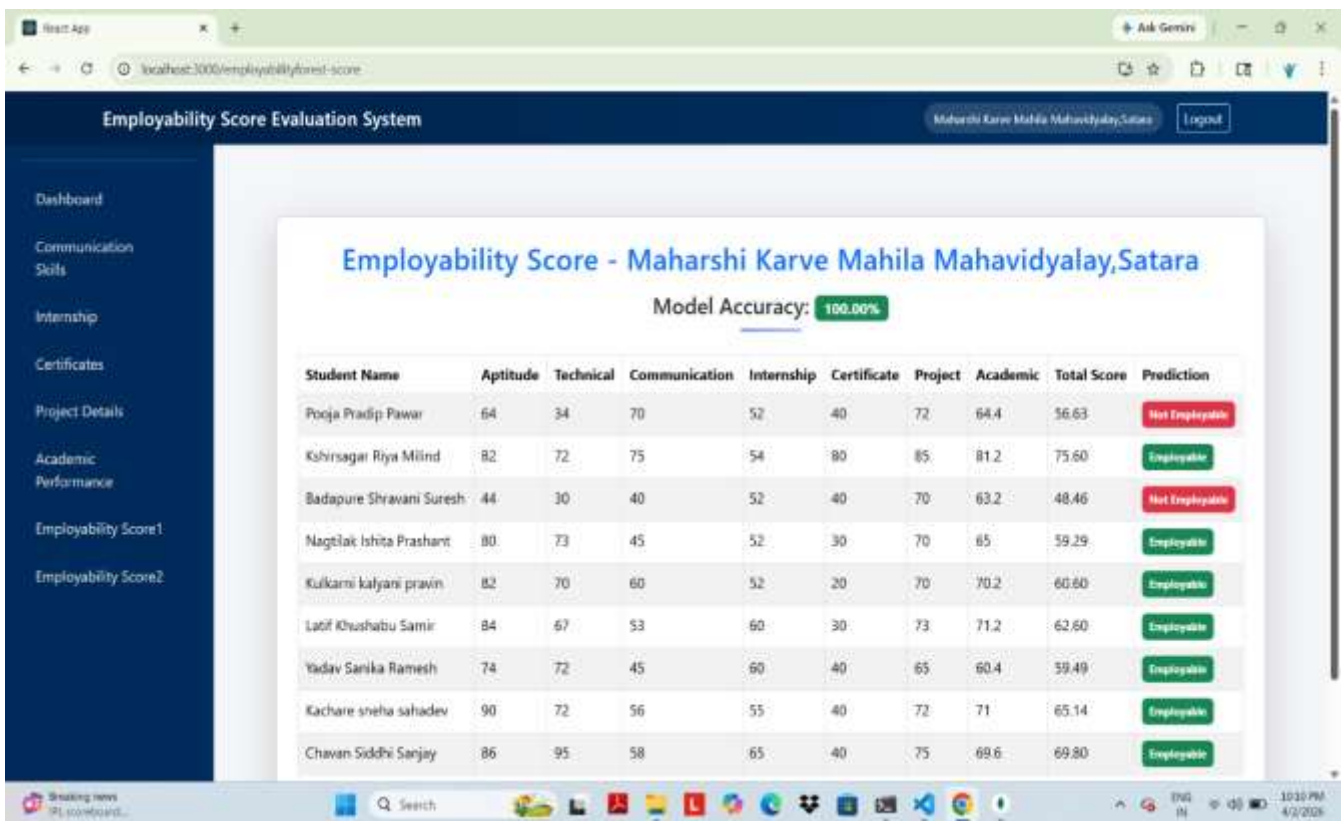 React App
Ask Gemini
localhost:3000/employabilityforest-score
Employability Score Evaluation System
Maharshi Karve Mahila Mahavidyalay,Satara
Logout
Dashboard
Communication
Skills
Internship
Certificates
Project Details
Academic
Performance
Employability Score1
Employability Score2
Employability Score - Maharshi Karve Mahila Mahavidyalay,Satara
Model Accuracy: 100.00%
Student Name Aptitude Technical Communication Internship Certificate Project Academic Total Score Prediction
Pooja Pradip Pawar 64 34 70 52 40 72 64.4 56.63 Not Employable
Kshirsagar Riya Milind 82 72 75 54 80 85 81.2 75.60 Employable
Badapure Shravani Suresh 44 30 40 52 40 70 63.2 48.46 Not Employable
Nagtilak Ishita Prashant 80 73 45 52 30 70 65 59.29 Employable
Kulkarni kalyani pravin 82 70 60 52 20 70 70.2 60.60 Employable
Latif Khushabu Samir 84 67 53 60 30 73 71.2 62.60 Employable
Yadav Sanika Ramesh 74 72 45 60 40 65 60.4 59.49 Employable
Kachare sneha sahadev 90 72 56 55 40 72 71 65.14 Employable
Chavan Siddhi Sanjay 86 95 58 65 40 75 69.6 69.80 Employable
Breaking news
IPL scoreboard...
Search
ENG
IN
10:10 PM
4/2/2026